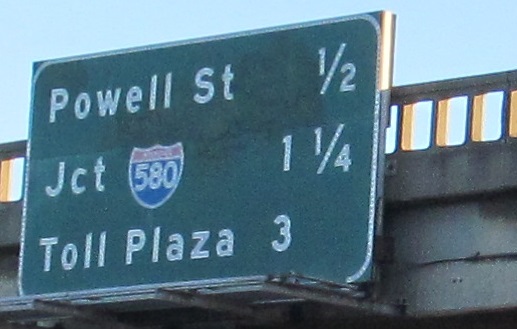 Powell St ½
Jct 580 1 ¼
Toll Plaza 3